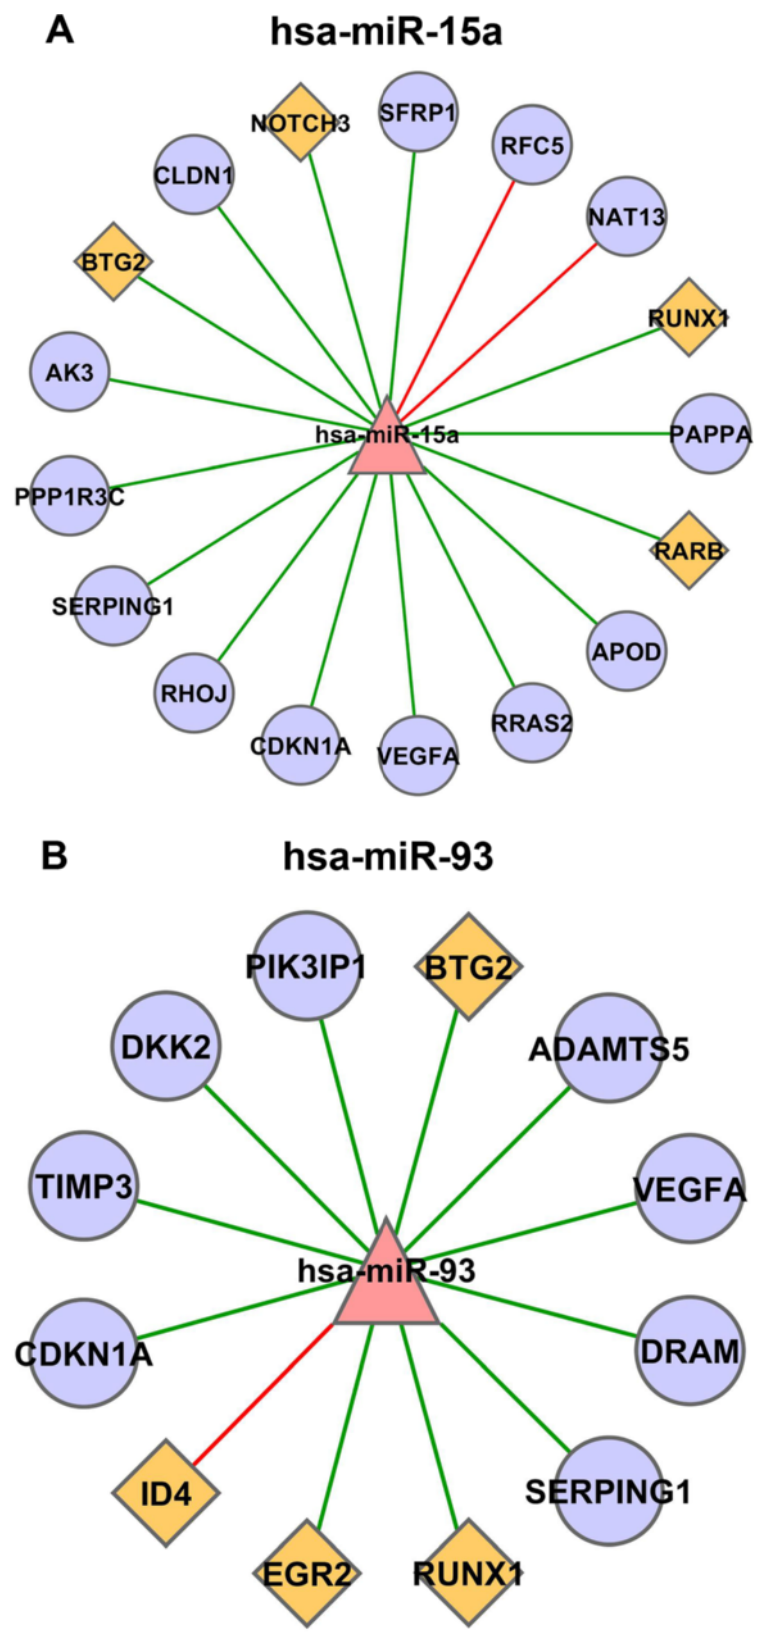 A
hsa-miR-15a
SFRP1
NOTCH3
RFC5
CLDN1
NAT13
BTG2
RUNX1
AK3
hsa-miR-15a
PAPPA
PPP1R3C
RARB
SERPING1
APOD
RHOJ
RRAS2
CDKN1A
VEGFA
B
hsa-miR-93
PIK3IP1
BTG2
DKK2
ADAMTS5
TIMP3
VEGFA
hsa-miR-93
CDKN1A
DRAM
ID4
SERPING1
EGR2
RUNX1